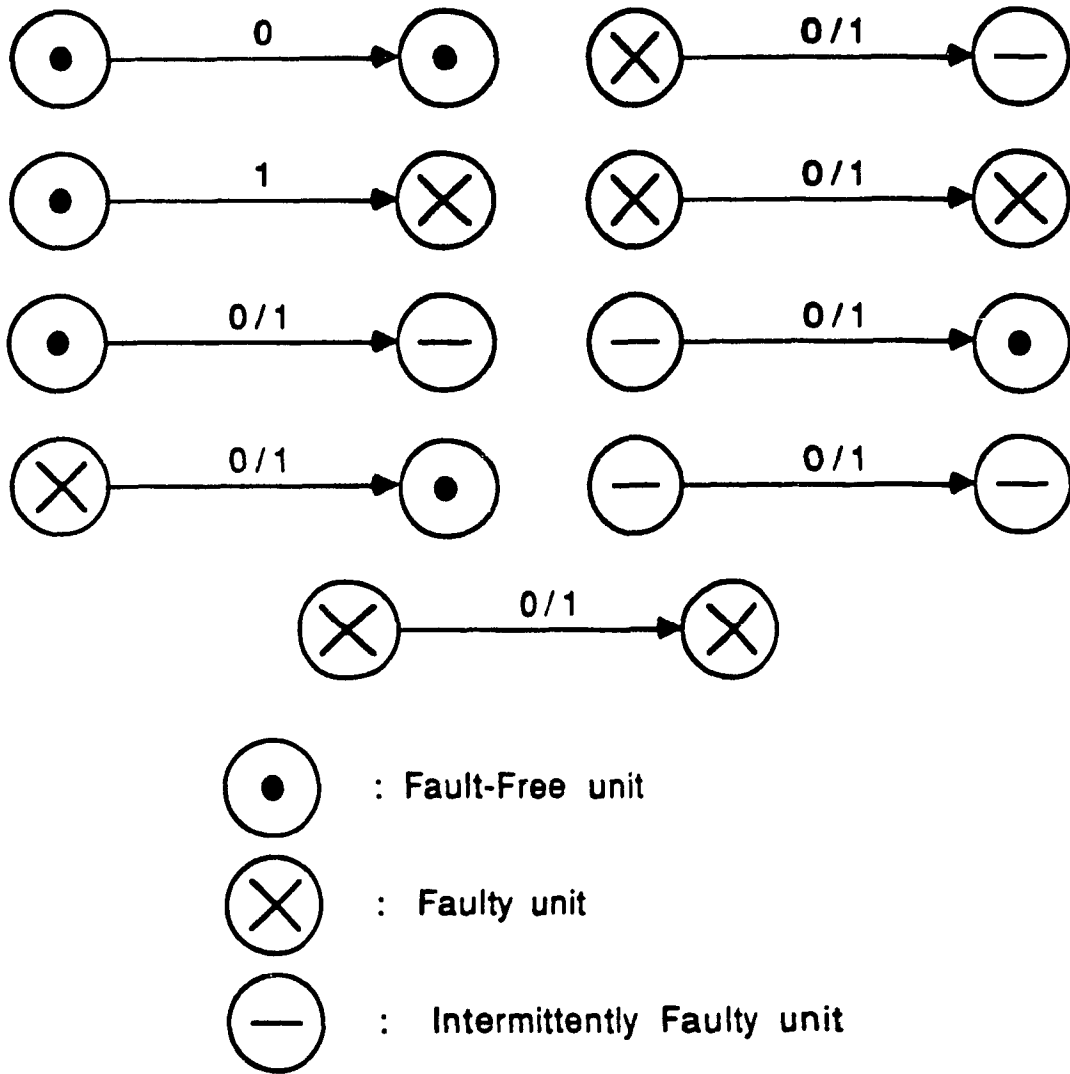 0 0/1
1 0/1
0/1 0/1
0/1 0/1
0/1
: Fault-Free unit
: Faulty unit
: Intermittently Faulty unit